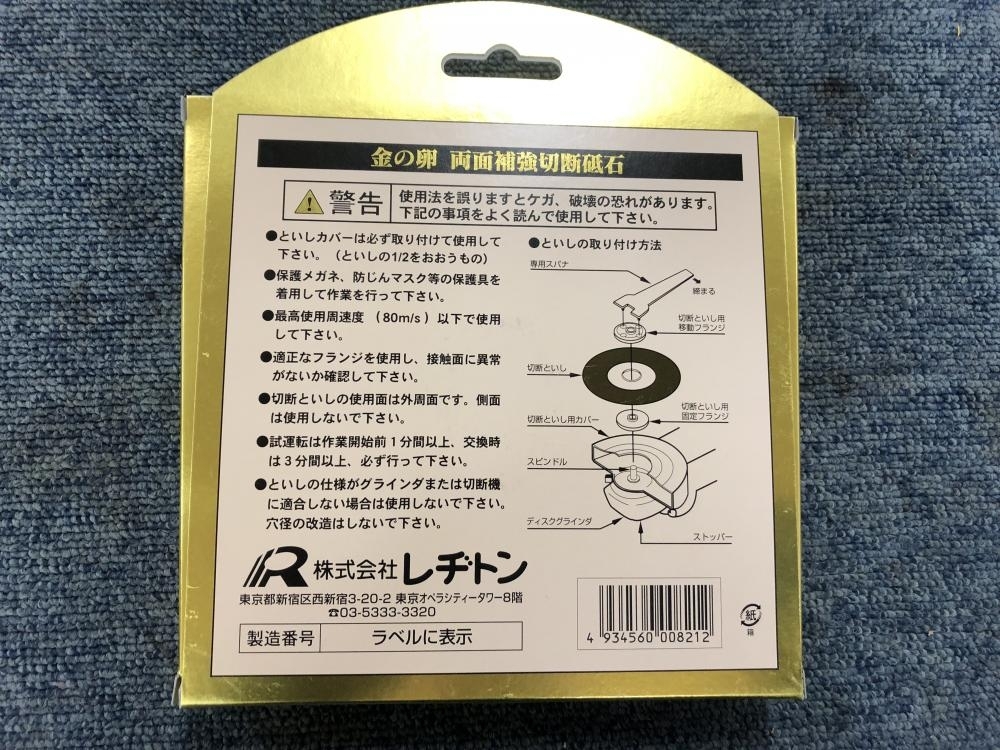 金の卵 両面補強切断砥石
警告
使用法を誤りますとケガ、破壊の恐れがあります。
下記の事項をよく読んで使用して下さい。
●といしカバーは必ず取り付けて使用して
下さい。（といしの1/2をおおうもの）
●保護メガネ、防じんマスク等の保護具を
着用して作業を行って下さい。
●最高使用周速度 （80m/s）以下で使用
して下さい。
●適正なフランジを使用し、接触面に異常
がないか確認して下さい。
●切断といしの使用面は外周面です。側面
は使用しないで下さい。
●試運転は作業開始前1分間以上、交換時
は3分間以上、必ず行って下さい。
●といしの仕様がグラインダまたは切断機
に適合しない場合は使用しないで下さい。
穴径の改造はしないで下さい。
●といしの取り付け方法
専用スパナ
締まる
切断といし用
移動フランジ
切断といし
切断といし用
固定フランジ
切断といし用カバー
スピンドル
ディスクグラインダ
ストッパー
R 株式会社レヂトン
東京都新宿区西新宿3-20-2 東京オペラシティータワー8階
☎03-5333-3320
製造番号 ラベルに表示
4 934560 008212
紙
箱